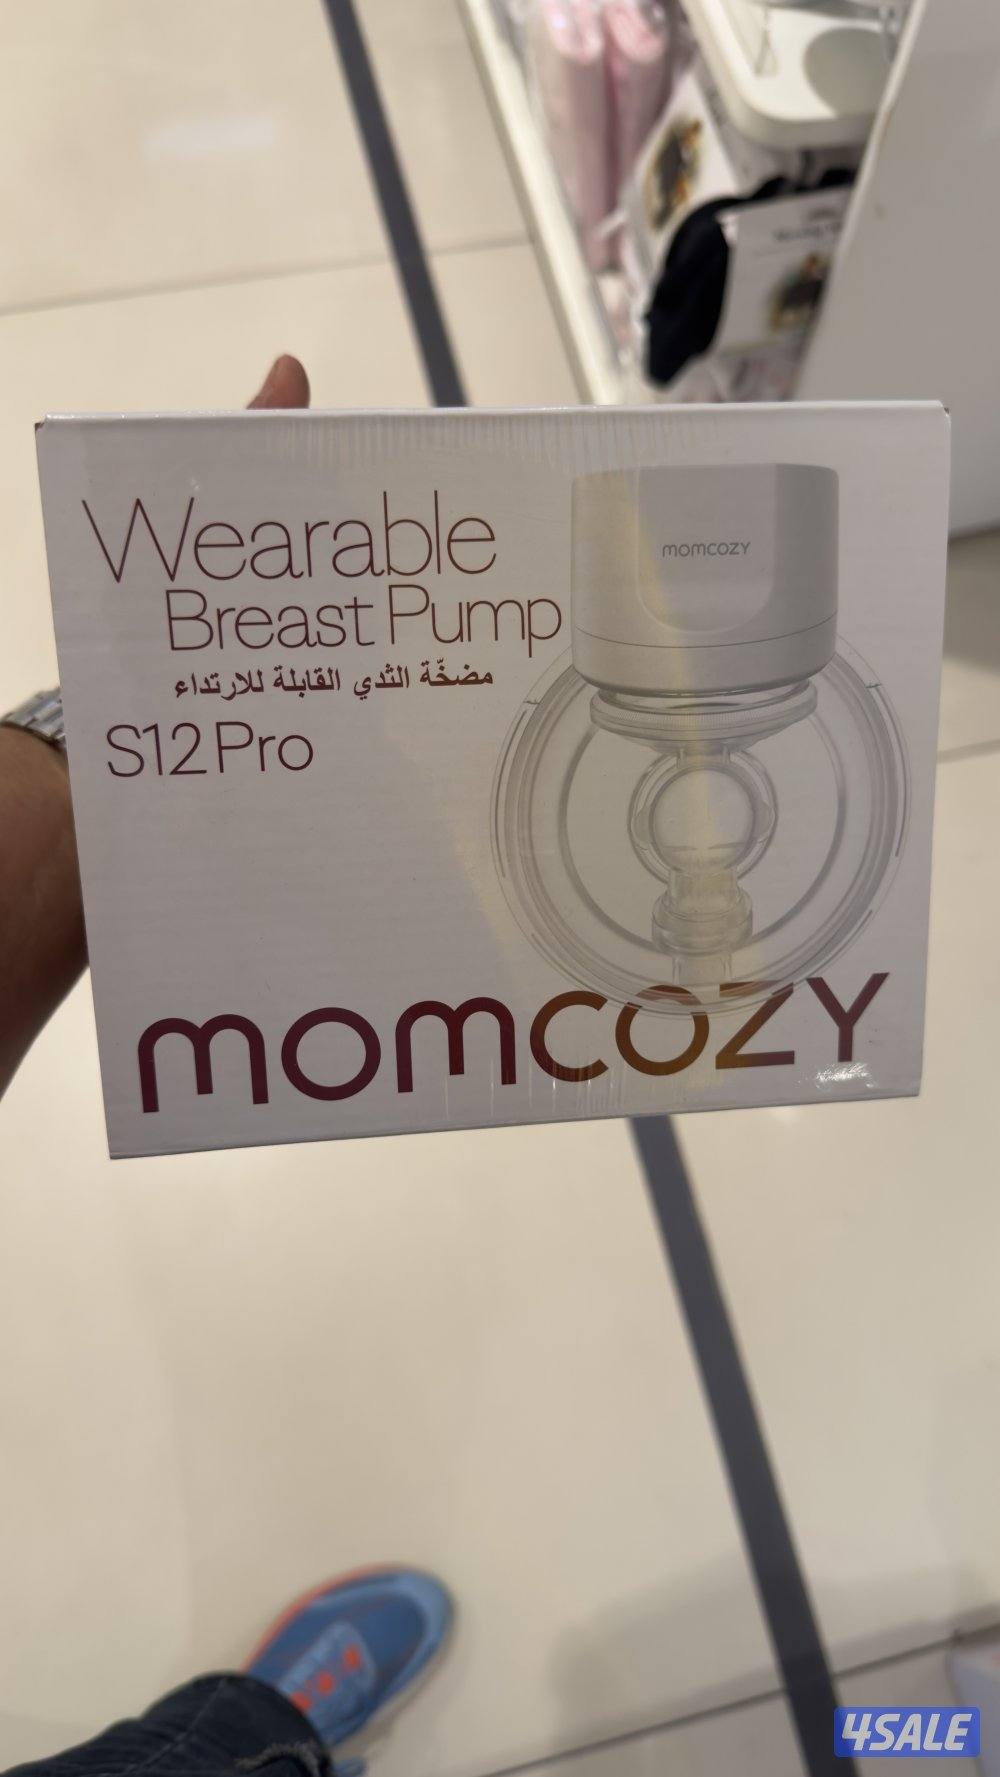 Wearable
Breast Pump
مضخّة الثدي القابلة للارتداء
S12 Pro
momcozy
momcozy
4SALE